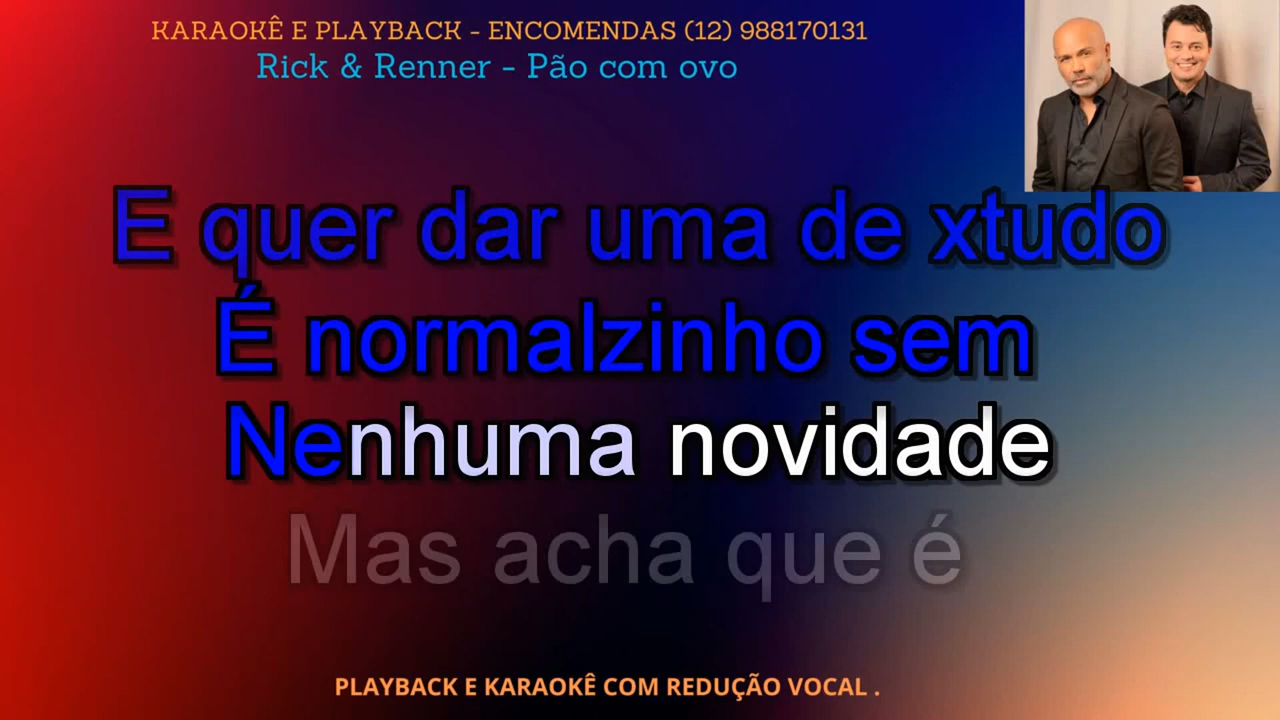 KARAOKÊ E PLAYBACK - ENCOMENDAS (12) 988170131
Rick & Renner - Pão com ovo
E quer dar uma de xtudo
É normalzinho sem
Nenhuma novidade
Mas acha que é
PLAYBACK E KARAOKÊ COM REDUÇÃO VOCAL .